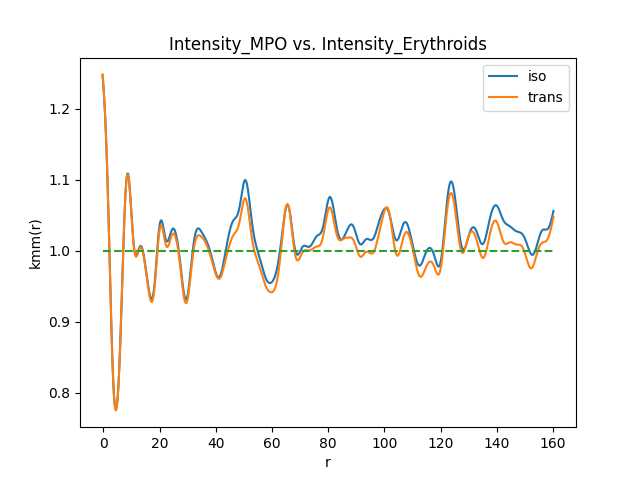 Intensity_MPO vs. Intensity_Erythroids
iso
trans
1.2
1.1
1.0
0.9
0.8
kmm(r)
0 20 40 60 80 100 120 140 160
r